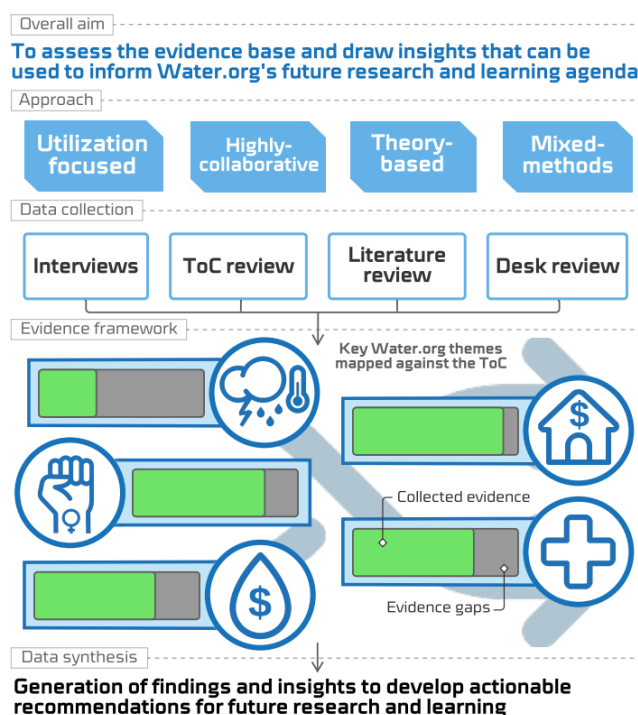 Overall aim
To assess the evidence base and draw insights that can be
used to inform Water.org's future research and learning agenda
Approach
Utilization
focused
Highly-
collaborative
Theory-
based
Mixed-
methods
Data collection
Interviews
ToC review
Literature
review
Desk review
Evidence framework
Key Water.org themes
mapped against the ToC
$
Collected evidence
$
Evidence gaps
Data synthesis
Generation of findings and insights to develop actionable
recommendations for future research and learning